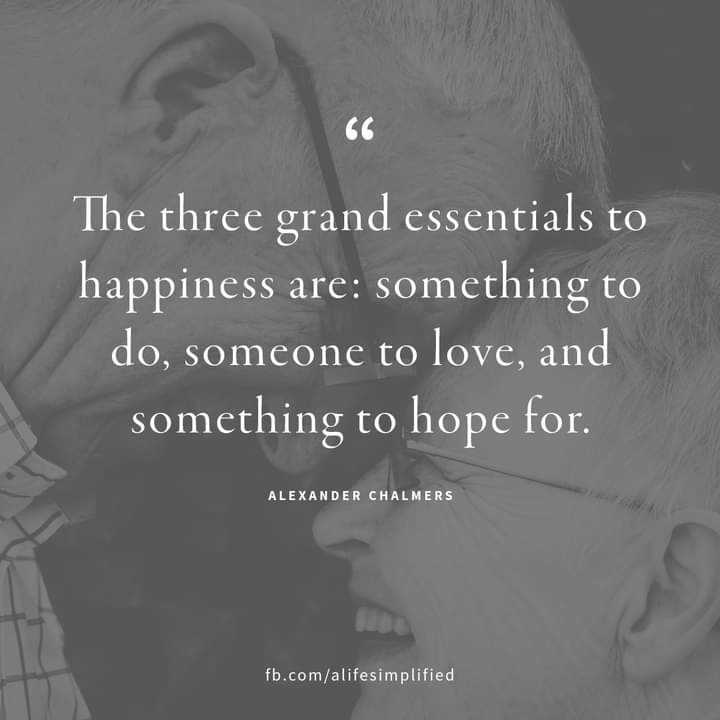 “
The three grand essentials to
happiness are: something to
do, someone to love, and
something to hope for.
ALEXANDER CHALMERS
fb.com/alifesimplified